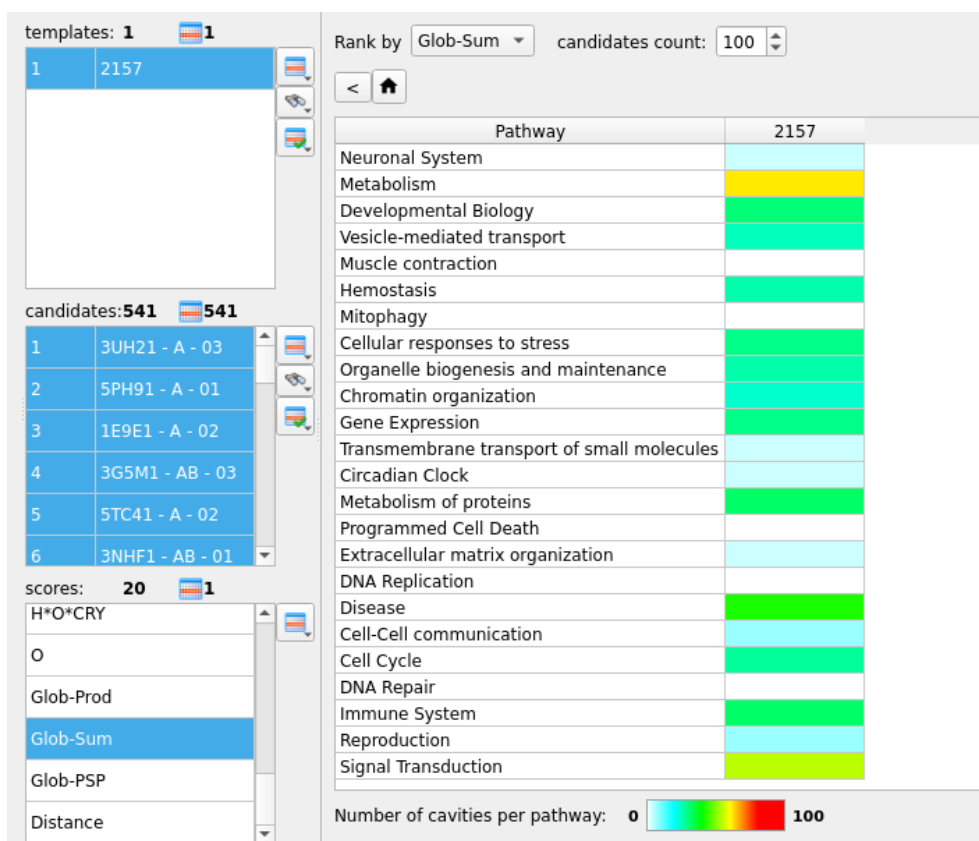 templates: 1 1
1 2157
candidates:541 541
1 3UH21 - A - 03
2 5PH91 - A - 01
3 1E9E1 - A - 02
4 3G5M1 - AB - 03
5 5TC41 - A - 02
6 3NHF1 - AB - 01
scores: 20 1
H*O*CRY
O
Glob-Prod
Glob-Sum
Glob-PSP
Distance
Rank by Glob-Sum candidates count: 100
<
Pathway 2157
Neuronal System
Metabolism
Developmental Biology
Vesicle-mediated transport
Muscle contraction
Hemostasis
Mitophagy
Cellular responses to stress
Organelle biogenesis and maintenance
Chromatin organization
Gene Expression
Transmembrane transport of small molecules
Circadian Clock
Metabolism of proteins
Programmed Cell Death
Extracellular matrix organization
DNA Replication
Disease
Cell-Cell communication
Cell Cycle
DNA Repair
Immune System
Reproduction
Signal Transduction
Number of cavities per pathway: 0 100